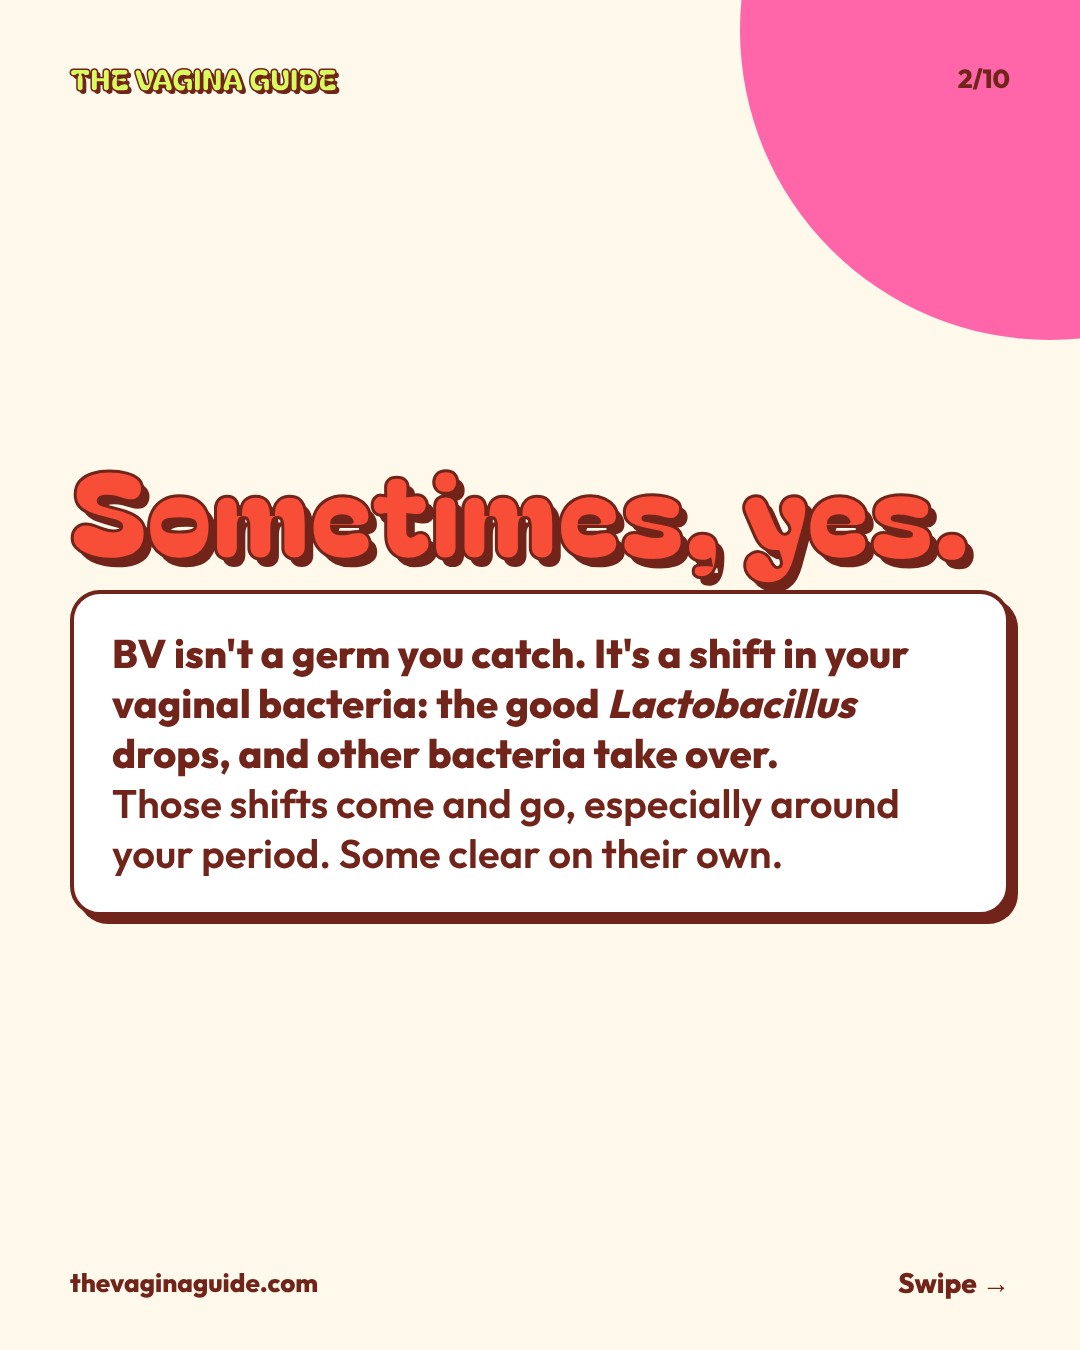 THE VAGINA GUIDE
2/10
Sometimes, yes.
BV isn't a germ you catch. It's a shift in your
vaginal bacteria: the good Lactobacillus
drops, and other bacteria take over.
Those shifts come and go, especially around
your period. Some clear on their own.
thevaginaguide.com
Swipe →